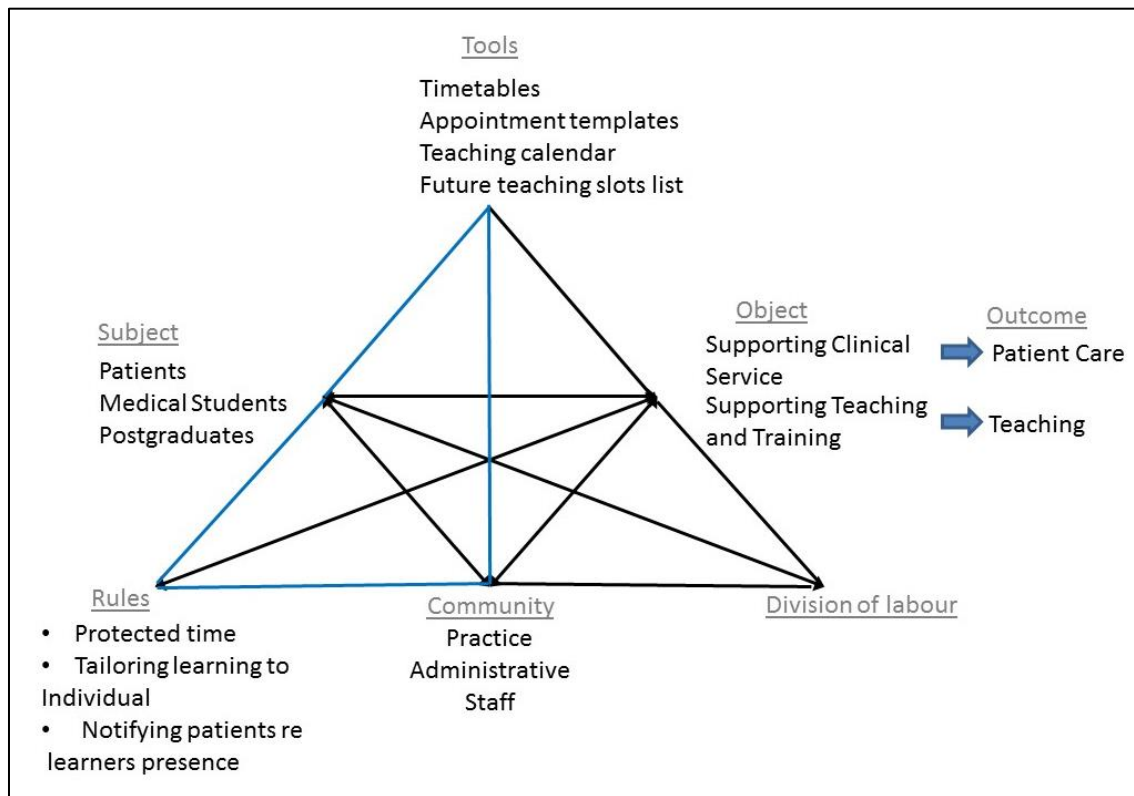 Tools
Timetables
Appointment templates
Teaching calendar
Future teaching slots list
Subject
Patients
Medical Students
Postgraduates
Object
Supporting Clinical
Service
Supporting Teaching
and Training
Outcome
Patient Care
Teaching
Rules
• Protected time
• Tailoring learning to
Individual
• Notifying patients re
learners presence
Community
Practice
Administrative
Staff
Division of labour